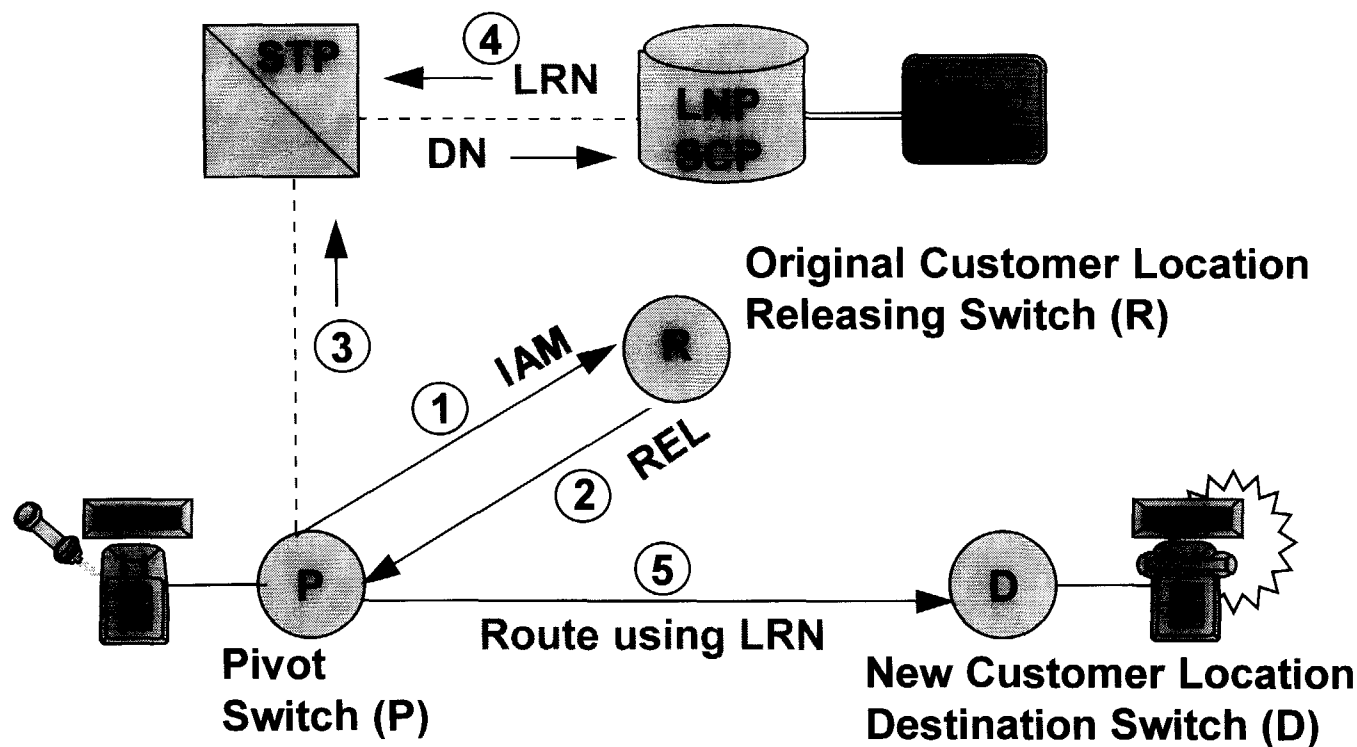 STP
4
LRN
DN
LNP
SCP
3
Original Customer Location
Releasing Switch (R)
R
1
IAM
2
REL
P
5
Route using LRN
D
Pivot
Switch (P)
New Customer Location
Destination Switch (D)